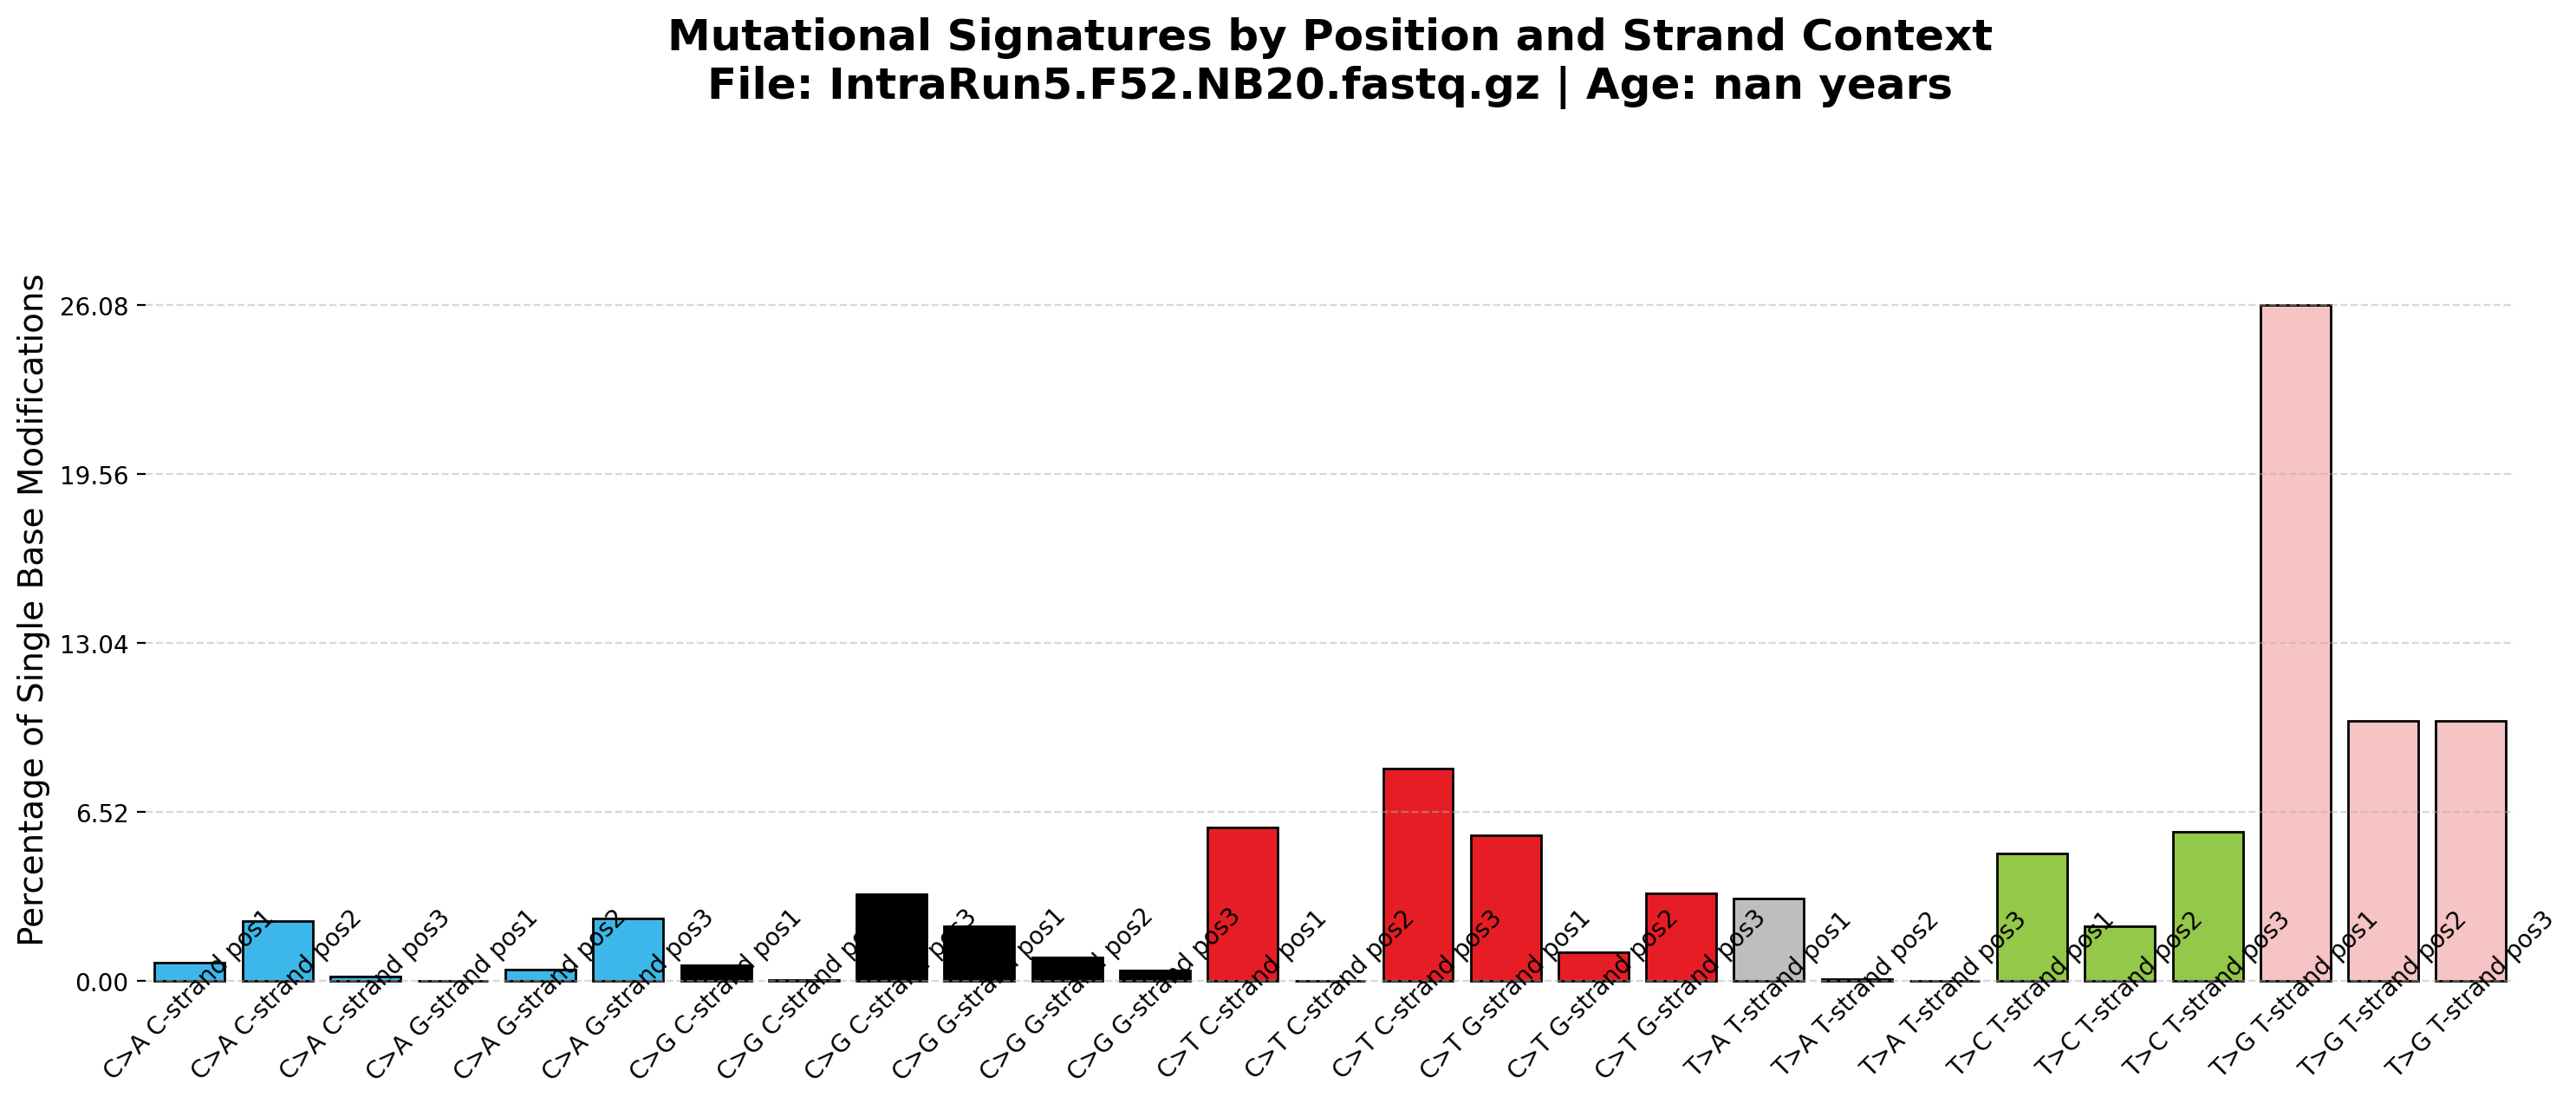 Mutational Signatures by Position and Strand Context
File: IntraRun5.F52.NB20.fastq.gz | Age: nan years
Percentage of Single Base Modifications
26.08
19.56
13.04
6.52
0.00
C>A C-strand pos1
C>A C-strand pos2
C>A C-strand pos3
C>A G-strand pos1
C>A G-strand pos2
C>A G-strand pos3
C>G C-strand pos1
C>G C-strand pos2
C>G C-strand pos3
C>G G-strand pos1
C>G G-strand pos2
C>G G-strand pos3
C>T C-strand pos1
C>T C-strand pos2
C>T C-strand pos3
C>T G-strand pos1
C>T G-strand pos2
C>T G-strand pos3
T>A T-strand pos1
T>A T-strand pos2
T>A T-strand pos3
T>C T-strand pos1
T>C T-strand pos2
T>C T-strand pos3
T>G T-strand pos1
T>G T-strand pos2
T>G T-strand pos3